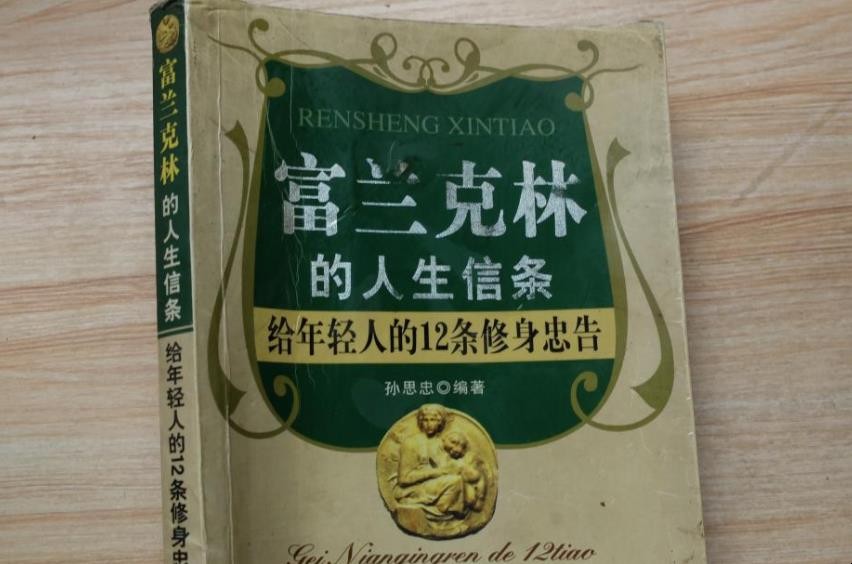 富兰克林的人生信条
给年轻人的12条修身忠
RENSHENG XINTIAO
富兰克林
的人生信条
给年轻人的12条修身忠告
孙思忠◎编著
Gei Nianqingren de 12tiao